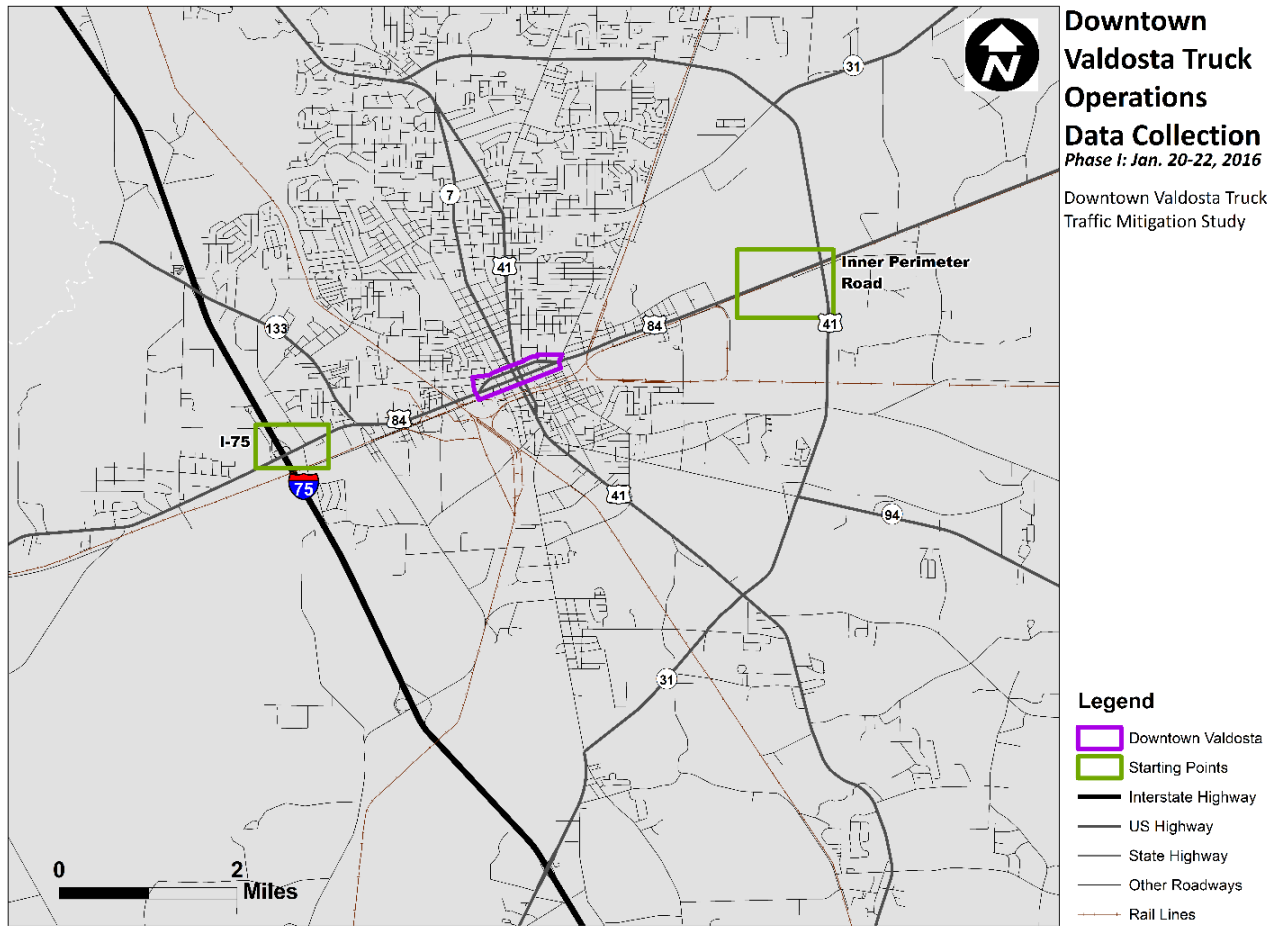 Downtown
Valdosta Truck
Operations
Data Collection
Phase I: Jan. 20-22, 2016
Downtown Valdosta Truck
Traffic Mitigation Study
N
31
7
41
Inner Perimeter
Road
133
84
41
84
I-75
75
41
94
31
0 2
Miles
Legend
Downtown Valdosta
Starting Points
Interstate Highway
US Highway
State Highway
Other Roadways
Rail Lines